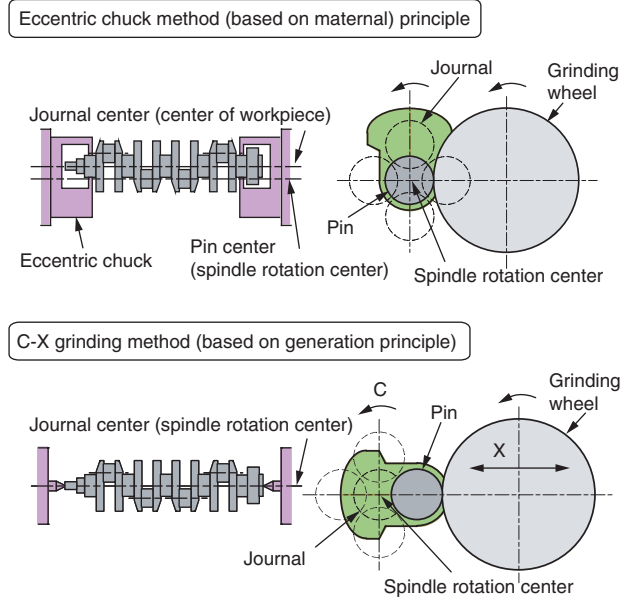 Eccentric chuck method (based on maternal) principle
Journal
Grinding
wheel
Journal center (center of workpiece)
Pin
Eccentric chuck
Pin center
(spindle rotation center)
Spindle rotation center
C-X grinding method (based on generation principle)
C
Grinding
wheel
Pin
Journal center (spindle rotation center)
X
Journal
Spindle rotation center